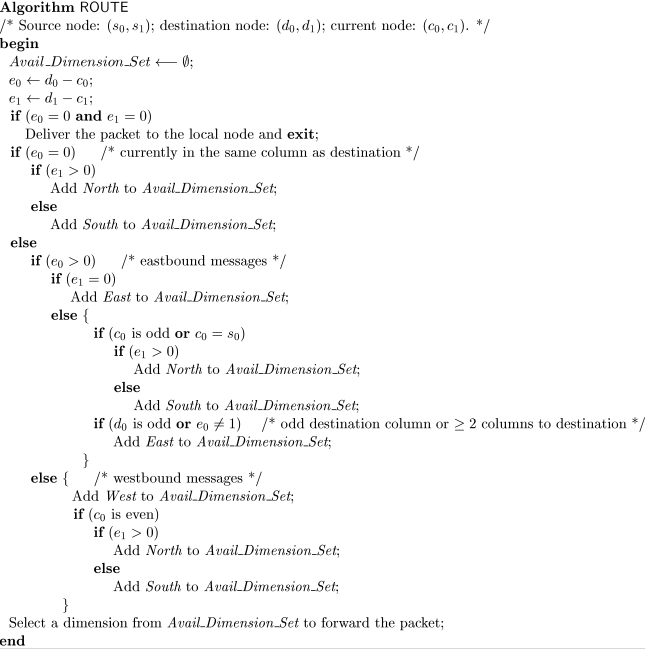 Algorithm ROUTE
/* Source node: (s₀, s₁); destination node: (d₀, d₁); current node: (c₀, c₁). */
begin
Avail_Dimension_Set ⟵ ∅;
e₀ ← d₀ − c₀;
e₁ ← d₁ − c₁;
if (e₀ = 0 and e₁ = 0)
Deliver the packet to the local node and exit;
if (e₀ = 0) /* currently in the same column as destination */
if (e₁ > 0)
Add North to Avail_Dimension_Set;
else
Add South to Avail_Dimension_Set;
else
if (e₀ > 0) /* eastbound messages */
if (e₁ = 0)
Add East to Avail_Dimension_Set;
else {
if (c₀ is odd or c₀ = s₀)
if (e₁ > 0)
Add North to Avail_Dimension_Set;
else
Add South to Avail_Dimension_Set;
if (d₀ is odd or e₀ ≠ 1) /* odd destination column or ≥ 2 columns to destination */
Add East to Avail_Dimension_Set;
}
else { /* westbound messages */
Add West to Avail_Dimension_Set;
if (c₀ is even)
if (e₁ > 0)
Add North to Avail_Dimension_Set;
else
Add South to Avail_Dimension_Set;
}
Select a dimension from Avail_Dimension_Set to forward the packet;
end